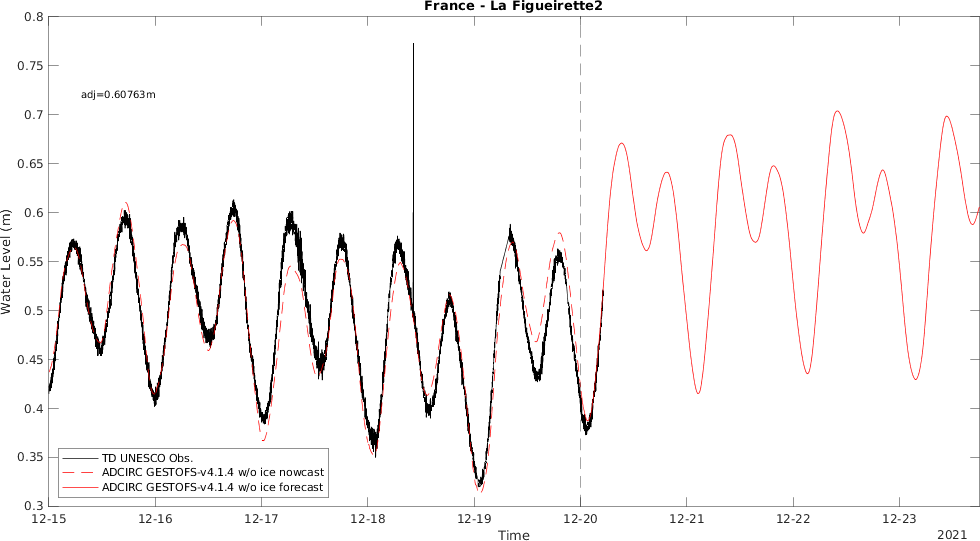 France - La Figueirette2
0.8
0.75
0.7
0.65
0.6
0.55
0.5
0.45
0.4
0.35
0.3
Water Level (m)
adj=0.60763m
TD UNESCO Obs.
ADCIRC GESTOFS-v4.1.4 w/o ice nowcast
ADCIRC GESTOFS-v4.1.4 w/o ice forecast
12-15 12-16 12-17 12-18 12-19 12-20 12-21 12-22 12-23
Time
2021